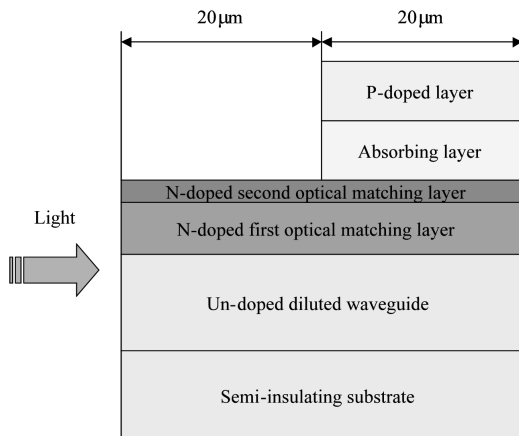 20μm 20μm
P-doped layer
Absorbing layer
N-doped second optical matching layer
Light
N-doped first optical matching layer
Un-doped diluted waveguide
Semi-insulating substrate